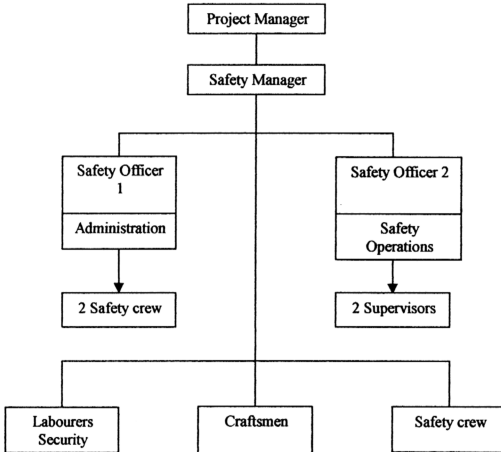 Project Manager
Safety Manager
Safety Officer
1
Administration
2 Safety crew
Safety Officer 2
Safety
Operations
2 Supervisors
Labourers
Security
Craftsmen
Safety crew